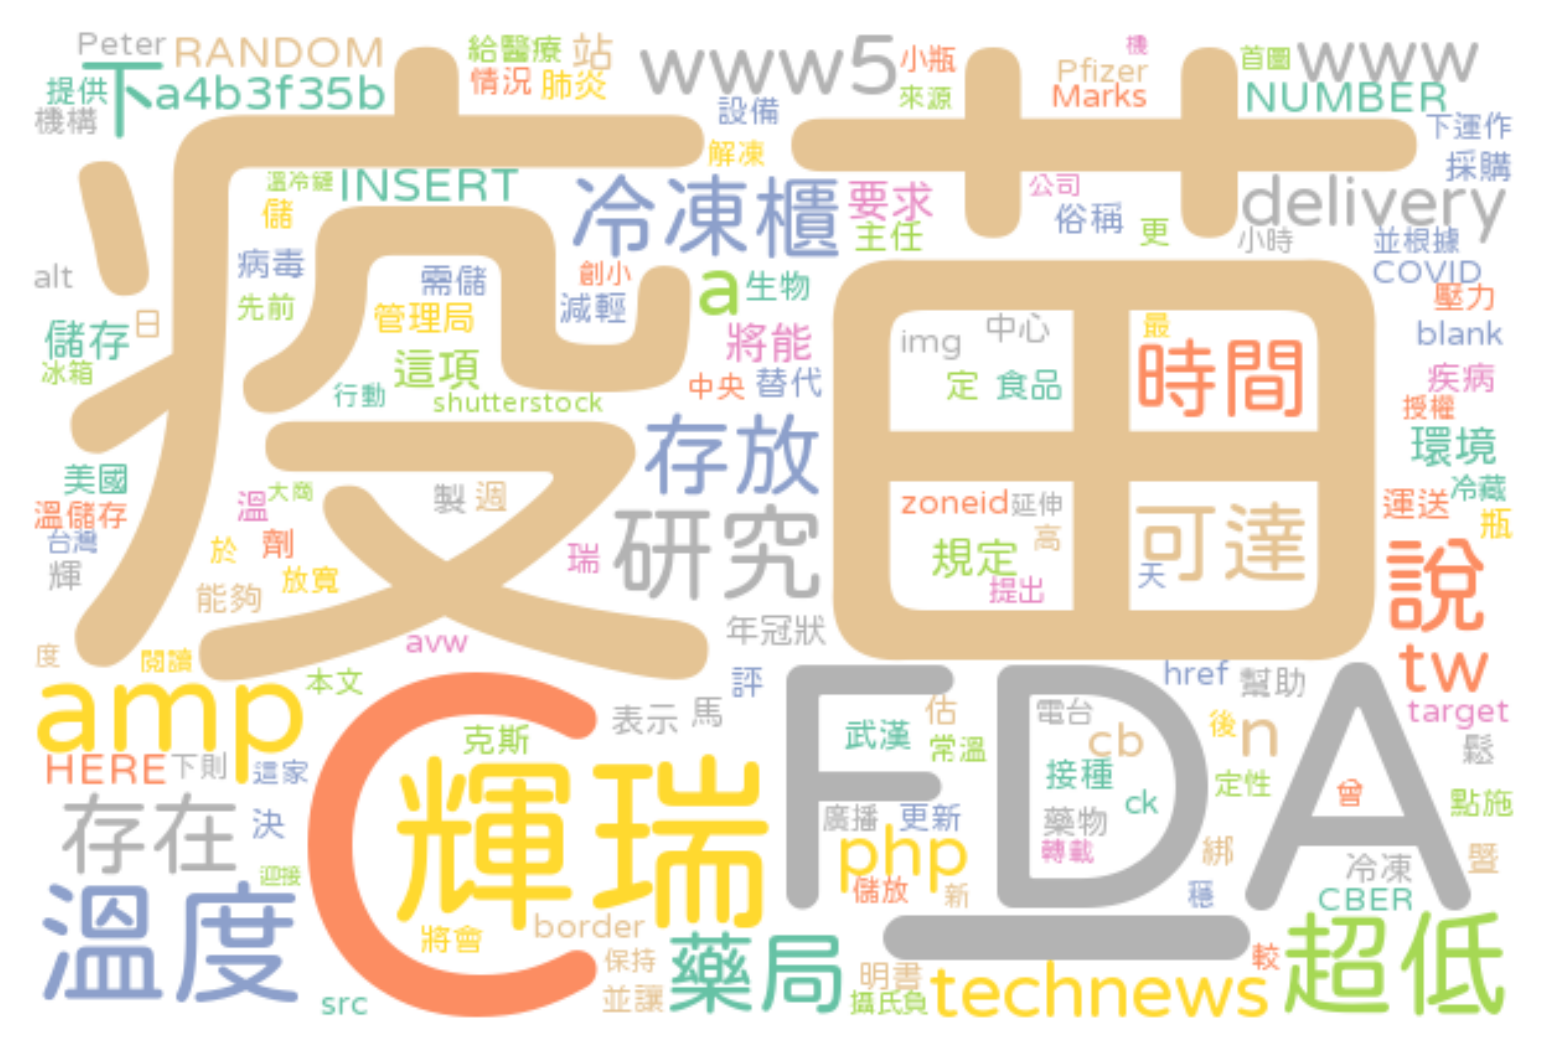 Peter
RANDOM
給醫療
站
www5
小瓶
機
Pfizer
首圖
www
提供
下
a4b3f35b
情況
肺炎
設備
來源
Marks
NUMBER
機構
解凍
下運作
採購
疫苗
溫冷鏈
INSERT
冷凍櫃
要求
公司
俗稱
更
delivery
儲
主任
小時
並根據
病毒
需儲
創小
a
生物
COVID
alt
先前
管理局
減輕
壓力
日
儲存
將能
img
中心
最
blank
冰箱
這項
中央
替代
定
食品
時間
疾病
行動
shutterstock
授權
存放
環境
美國
溫
大商
製
週
zoneid
延伸
運送
冷藏
溫儲存
瓶
台灣
於
劑
瑞
研究
規定
高
可達
說
輝
能夠
放寬
提出
天
avw
年冠狀
度
閱讀
本文
評
href
幫助
tw
amp
C
表示
馬
估
電台
target
克斯
武漢
常溫
cb
後
n
鬆
HERE
下則
這家
輝瑞
FDA
接種
定性
存在
決
廣播
更新
藥物
ck
會
點施
php
轉載
綁
冷凍
暨
迎接
儲放
新
穩
CBER
溫度
將會
border
_
超低
保持
藥局
明書
technews
較
src
並讓
攝氏負